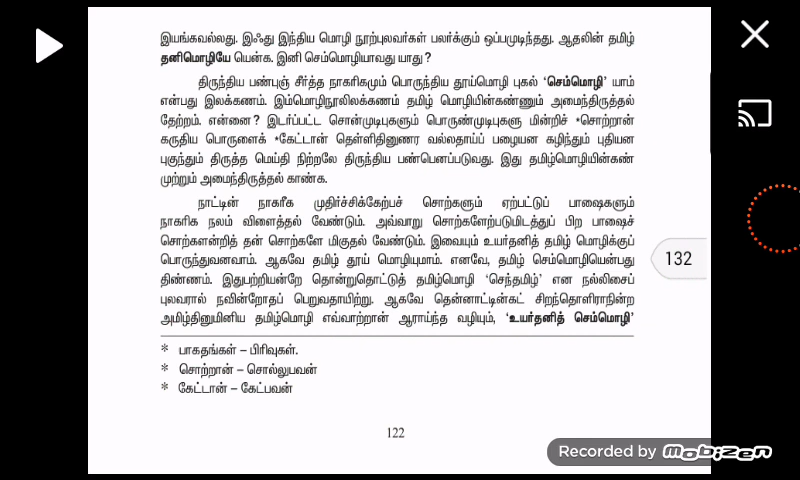 இயங்கவல்லது. இஃது இந்திய மொழி நூற்புலவர்கள் பலர்க்கும் ஒப்பமுடிந்தது. ஆதலின் தமிழ்
தனிமொழியே யென்க. இனி செம்மொழியாவது யாது ?
திருந்திய பண்புஞ் சீர்த்த நாகரிகமும் பொருந்திய தூய்மொழி புகல் 'செம்மொழி' யாம்
என்பது இலக்கணம். இம்மொழிநூலிலக்கணம் தமிழ் மொழியின்கண்ணும் அமைந்திருத்தல்
தேற்றம். என்னை ? இடர்ப்பட்ட சொன்முடிபுகளும் பொருண்முடிபுகளு மின்றிச் *சொற்றான்
கருதிய பொருளைக் *கேட்டான் தெள்ளிதினுணர வல்லதாய்ப் பழையன கழிந்தும் புதியன
புகுந்தும் திருத்த மெய்தி நிற்றலே திருந்திய பண்பெனப்படுவது. இது தமிழ்மொழியின்கண்
முற்றும் அமைந்திருத்தல் காண்க.
நாட்டின் நாகரீக முதிர்ச்சிக்கேற்பச் சொற்களும் ஏற்பட்டுப் பாஷைகளும்
நாகரிக நலம் விளைத்தல் வேண்டும். அவ்வாறு சொற்களேற்படுமிடத்துப் பிற பாஷைச்
சொற்களன்றித் தன் சொற்களே மிகுதல் வேண்டும். இவையும் உயர்தனித் தமிழ் மொழிக்குப்
பொருந்துவனவாம். ஆகவே தமிழ் தூய் மொழியுமாம். எனவே, தமிழ் செம்மொழியென்பது
திண்ணம். இதுபற்றியன்றே தொன்றுதொட்டுத் தமிழ்மொழி 'செந்தமிழ்' என நல்லிசைப்
புலவரால் நவின்றோதப் பெறுவதாயிற்று. ஆகவே தென்னாட்டின்கட் சிறந்தொளிராநின்ற
அமிழ்தினுமினிய தமிழ்மொழி எவ்வாற்றான் ஆராய்ந்த வழியும், 'உயர்தனித் செம்மொழி'
* பாகதங்கள் – பிரிவுகள்.
* சொற்றான் – சொல்லுபவன்
* கேட்டான் – கேட்பவன்
122
132
Recorded by mobizen